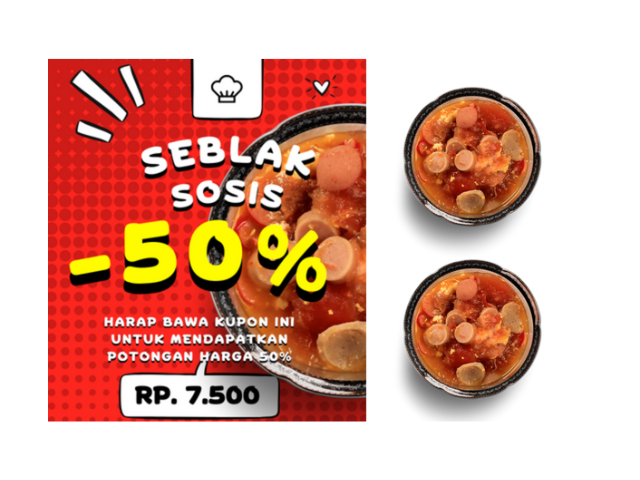 SEBLAK
SOSIS
-50%
HARAP BAWA KUPON INI
UNTUK MENDAPATKAN
POTONGAN HARGA 50%
RP. 7.500